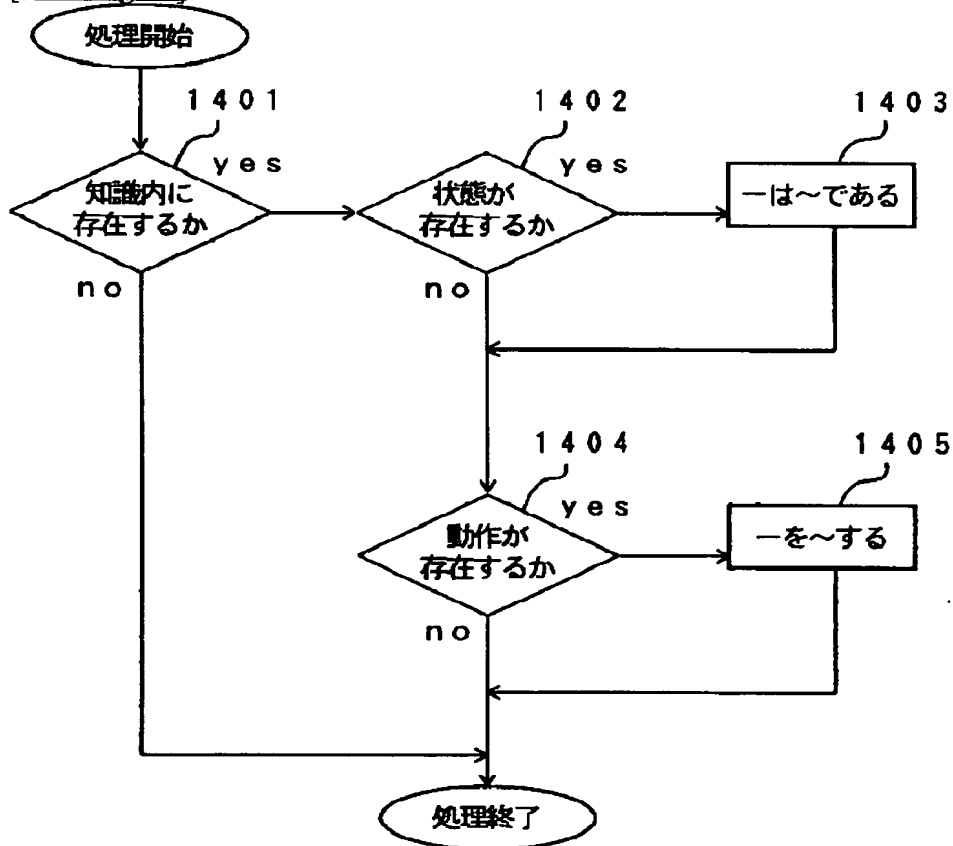 処理開始
1401
yes
知識内に
存在するか
no
1402
yes
状態が
存在するか
no
1403
ーは〜である
1404
yes
動作が
存在するか
no
1405
ーを〜する
処理終了